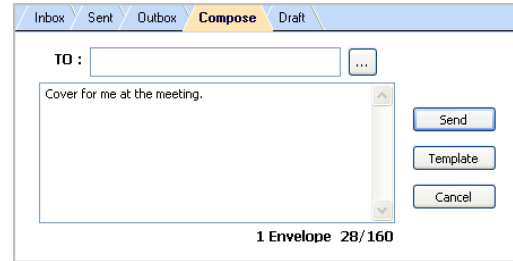 Inbox Sent Outbox Compose Draft
TO : ...
Cover for me at the meeting.
Send
Template
Cancel
1 Envelope 28/160